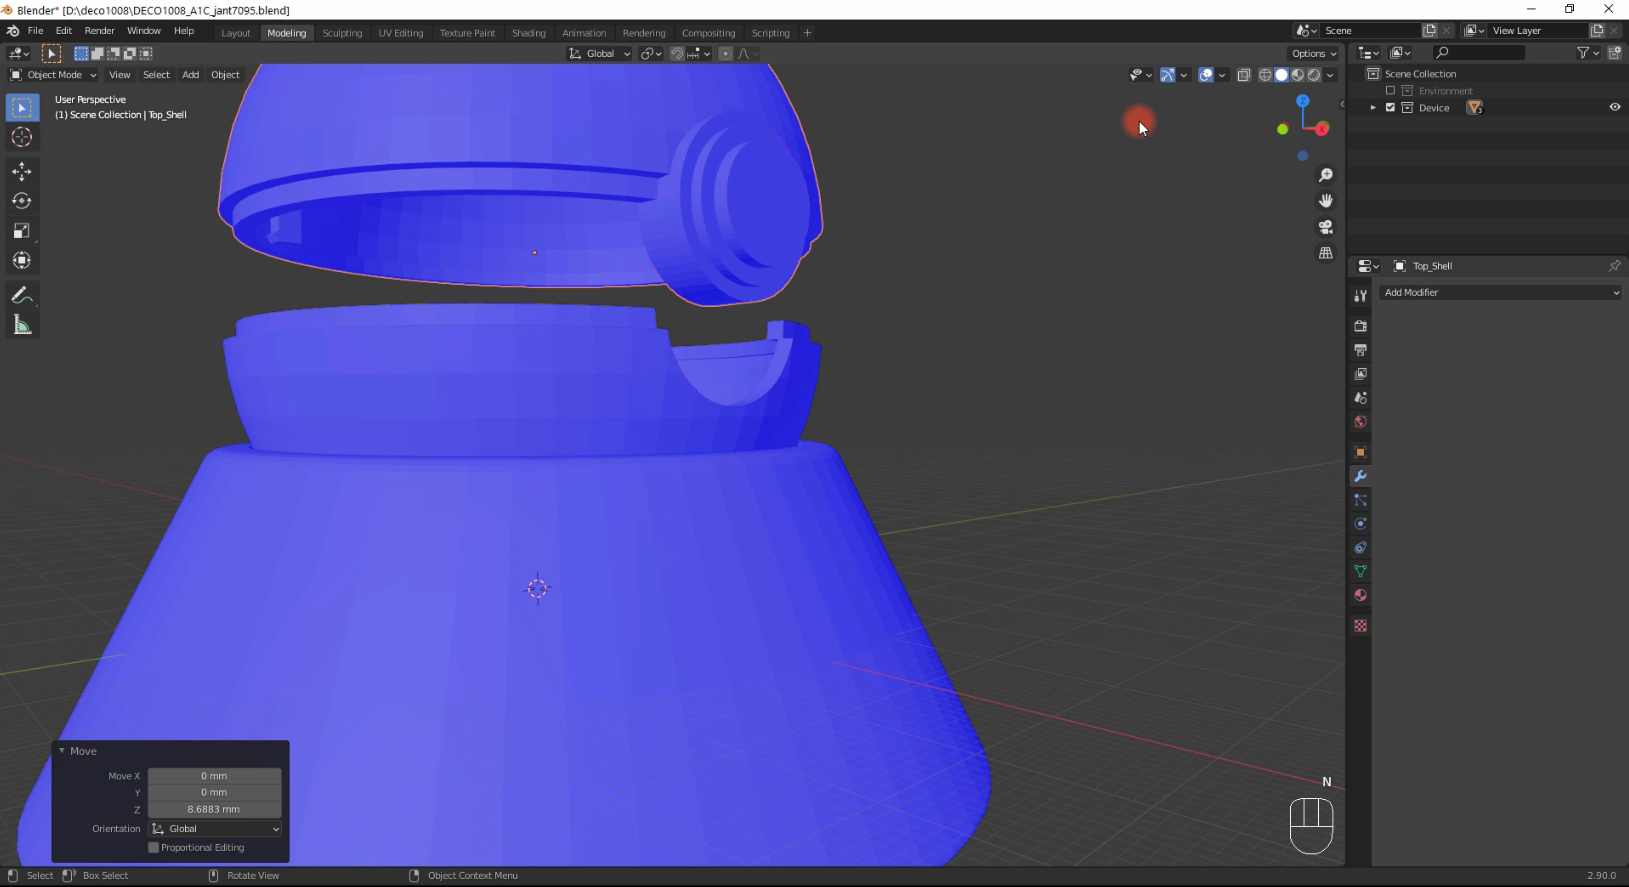 Blender* [D:\deco1008\DECO1008_A1C_jant7095.blend]
File Edit Render Window Help Layout Modeling Sculpting UV Editing Texture Paint Shading Animation Rendering Compositing Scripting + Scene View Layer
Global Options
Object Mode View Select Add Object
User Perspective
(1) Scene Collection | Top_Shell
Z
X
Scene Collection
Environment
Device 3
Top_Shell
Add Modifier
Move
Move X 0 mm
Y 0 mm
Z 8.6883 mm
Orientation Global
Proportional Editing
N
Select Box Select Rotate View Object Context Menu 2.90.0